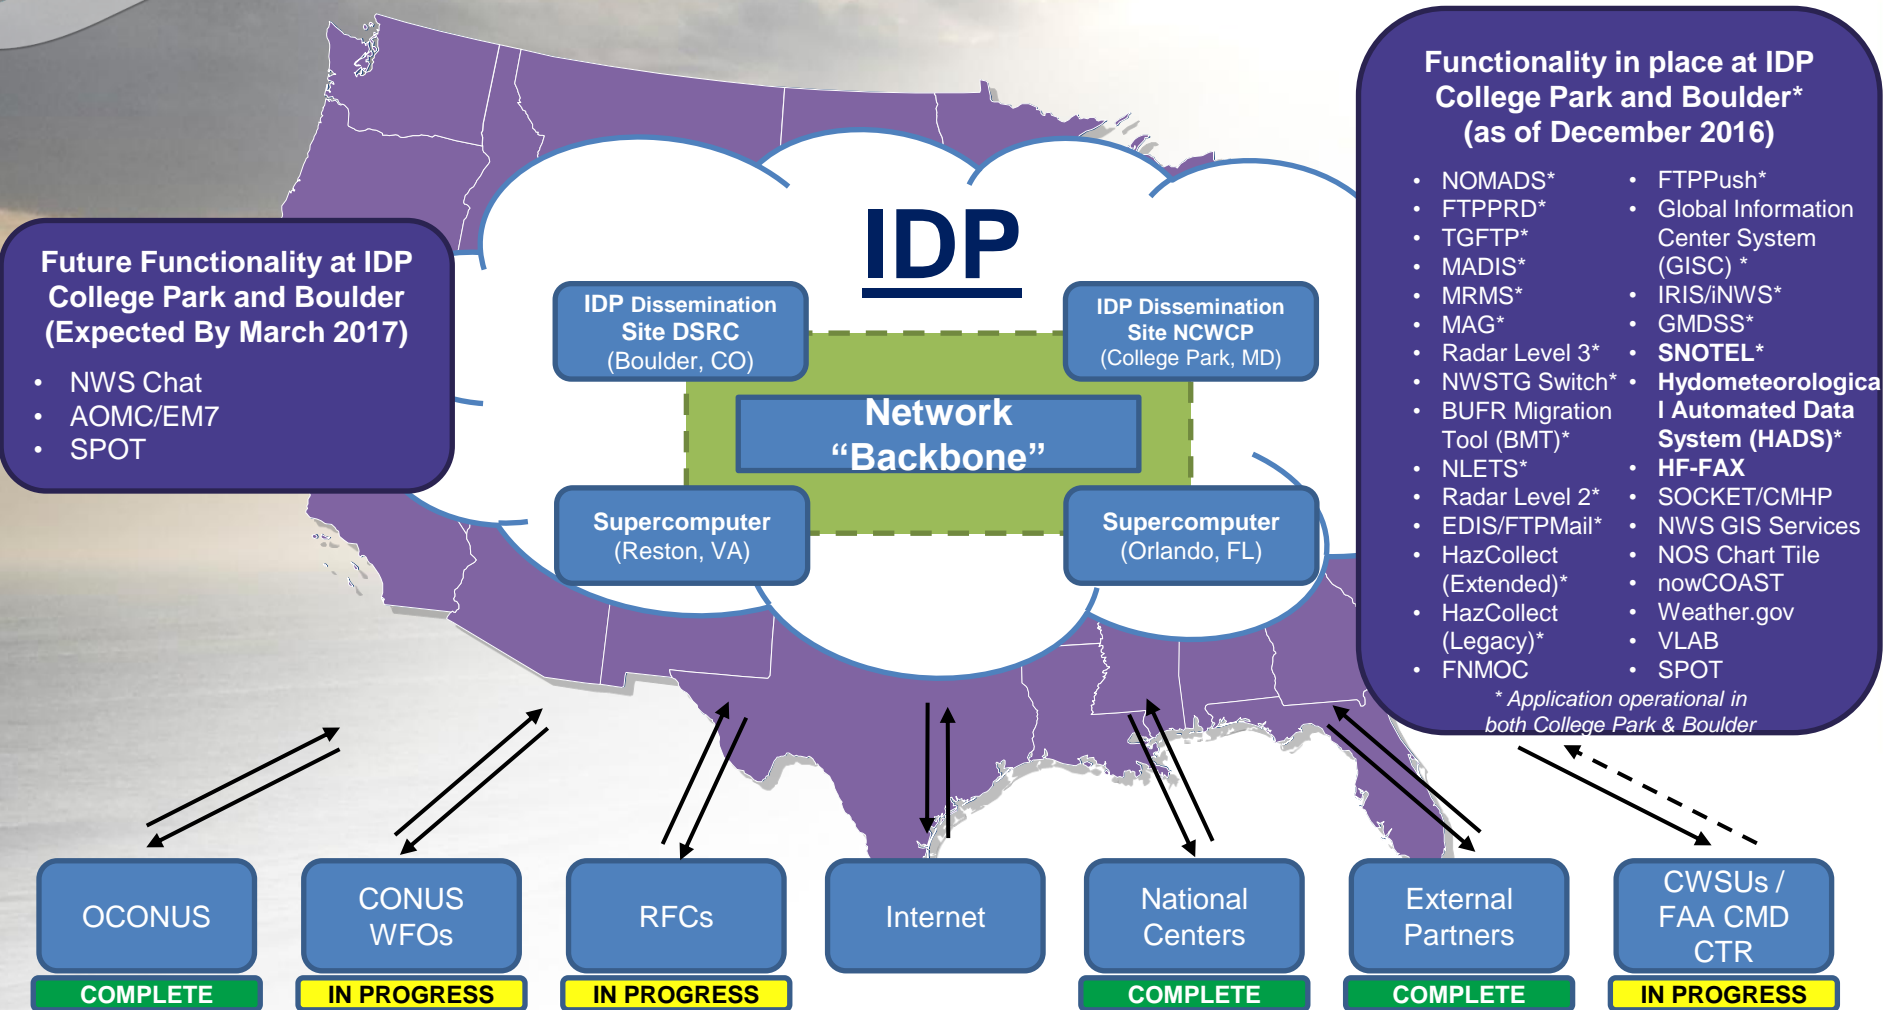 IDP
Functionality in place at IDP
College Park and Boulder*
(as of December 2016)
• NOMADS*
• FTPPRD*
• TGFTP*
• MADIS*
• MRMS*
• MAG*
• Radar Level 3*
• NWSTG Switch*
• BUFR Migration
Tool (BMT)*
• NLETS*
• Radar Level 2*
• EDIS/FTPMail*
• HazCollect
(Extended)*
• HazCollect
(Legacy)*
• FNMOC
• FTPPush*
• Global Information
Center System
(GISC) *
• IRIS/iNWS*
• GMDSS*
• SNOTEL*
• Hydometeorologica
l Automated Data
System (HADS)*
• HF-FAX
• SOCKET/CMHP
• NWS GIS Services
• NOS Chart Tile
• nowCOAST
• Weather.gov
• VLAB
• SPOT
* Application operational in
both College Park & Boulder
Future Functionality at IDP
College Park and Boulder
(Expected By March 2017)
• NWS Chat
• AOMC/EM7
• SPOT
IDP Dissemination
Site DSRC
(Boulder, CO)
IDP Dissemination
Site NCWCP
(College Park, MD)
Network
“Backbone”
Supercomputer
(Reston, VA)
Supercomputer
(Orlando, FL)
OCONUS
COMPLETE
CONUS
WFOs
IN PROGRESS
RFCs
IN PROGRESS
Internet
National
Centers
COMPLETE
External
Partners
COMPLETE
CWSUs /
FAA CMD
CTR
IN PROGRESS